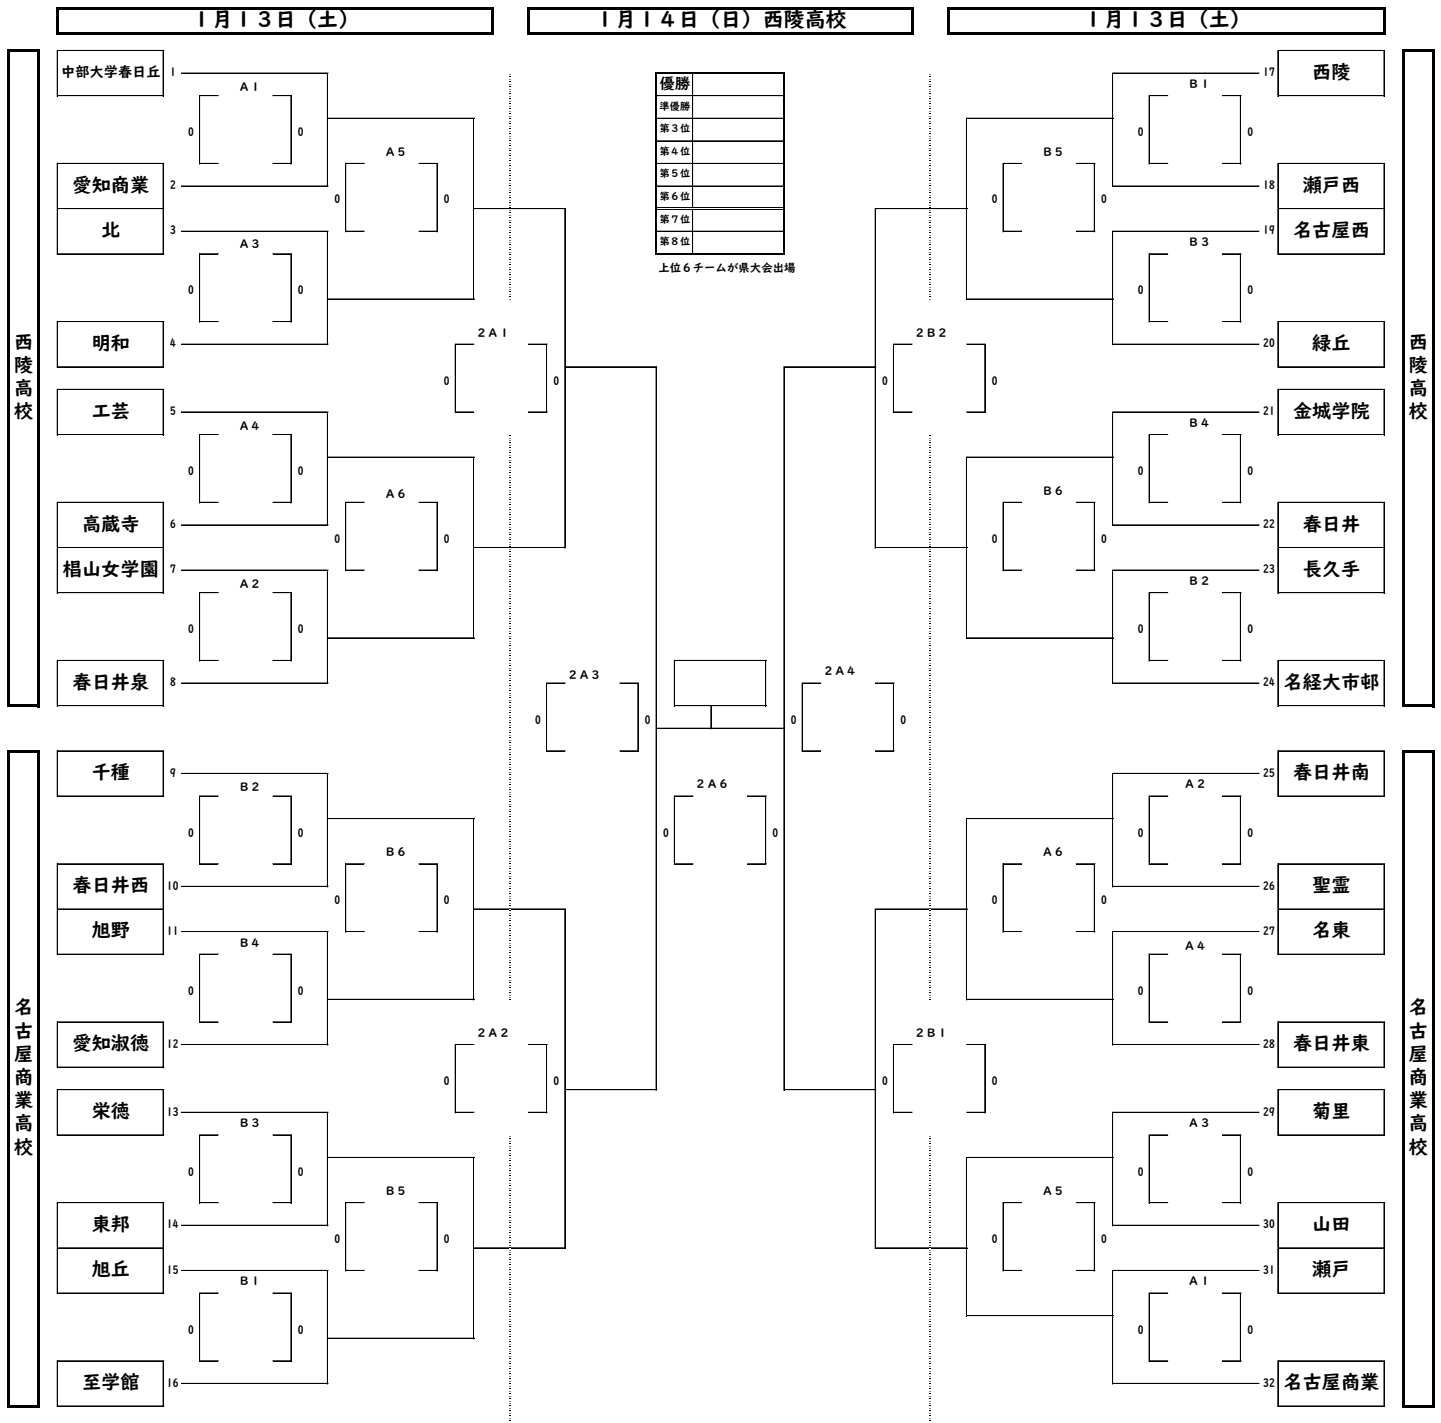 １月１３日（土）
１月１４日（日）西陵高校
１月１３日（土）
西陵高校
中部大学春日丘 1
A1
0 0
愛知商業 2
A5
0 0
北 3
A3
0 0
明和 4
2A1
0 0
工芸 5
A4
0 0
高蔵寺 6
A6
0 0
椙山女学園 7
A2
0 0
春日井泉 8
名古屋商業高校
千種 9
B2
0 0
春日井西 10
B6
0 0
旭野 11
B4
0 0
愛知淑徳 12
2A2
0 0
栄徳 13
B3
0 0
東邦 14
B5
0 0
旭丘 15
B1
0 0
至学館 16
優勝
準優勝
第３位
第４位
第５位
第６位
第７位
第８位
上位６チームが県大会出場
2A3
0 0
2A4
0 0
2A6
0 0
西陵高校
17 西陵
B1
0 0
18 瀬戸西
B5
0 0
19 名古屋西
B3
0 0
20 緑丘
2B2
0 0
21 金城学院
B4
0 0
22 春日井
B6
0 0
23 長久手
B2
0 0
24 名経大市邨
名古屋商業高校
25 春日井南
A2
0 0
26 聖霊
A6
0 0
27 名東
A4
0 0
28 春日井東
2B1
0 0
29 菊里
A3
0 0
30 山田
A5
0 0
31 瀬戸
A1
0 0
32 名古屋商業